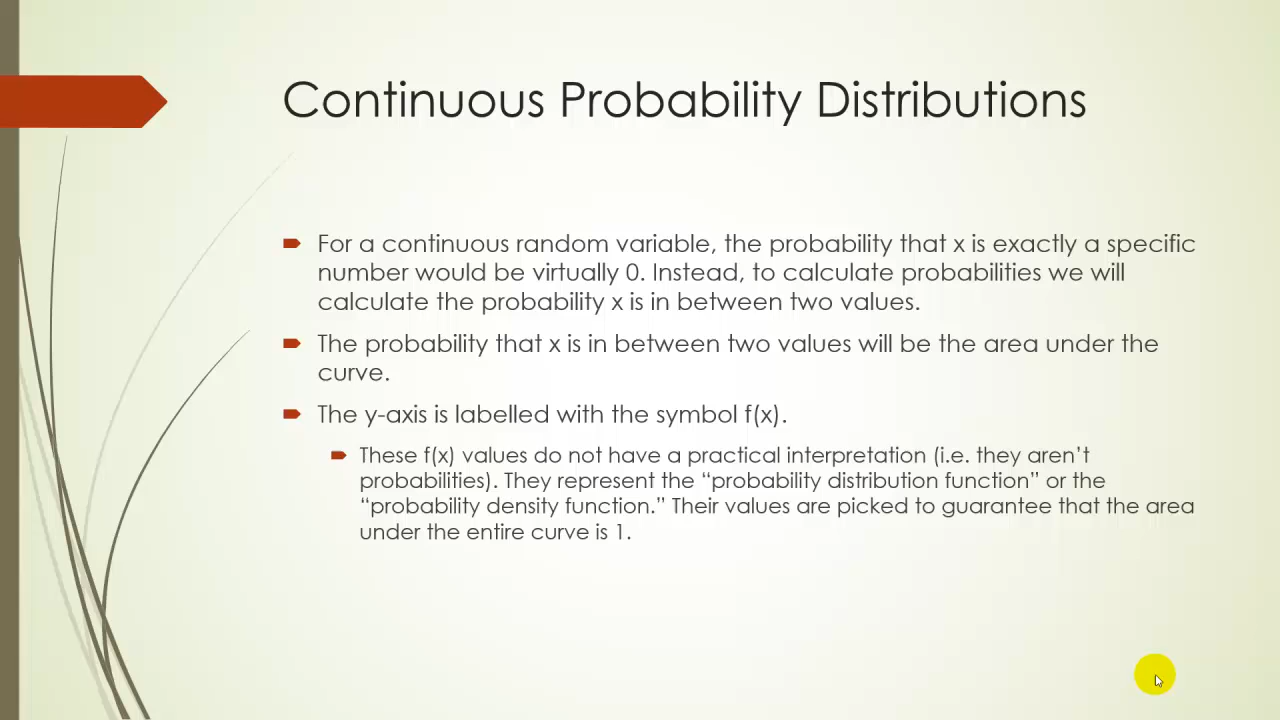 Continuous Probability Distributions
For a continuous random variable, the probability that x is exactly a specific
number would be virtually 0. Instead, to calculate probabilities we will
calculate the probability x is in between two values.
The probability that x is in between two values will be the area under the
curve.
The y-axis is labelled with the symbol f(x).
These f(x) values do not have a practical interpretation (i.e. they aren’t
probabilities). They represent the “probability distribution function” or the
“probability density function.” Their values are picked to guarantee that the area
under the entire curve is 1.